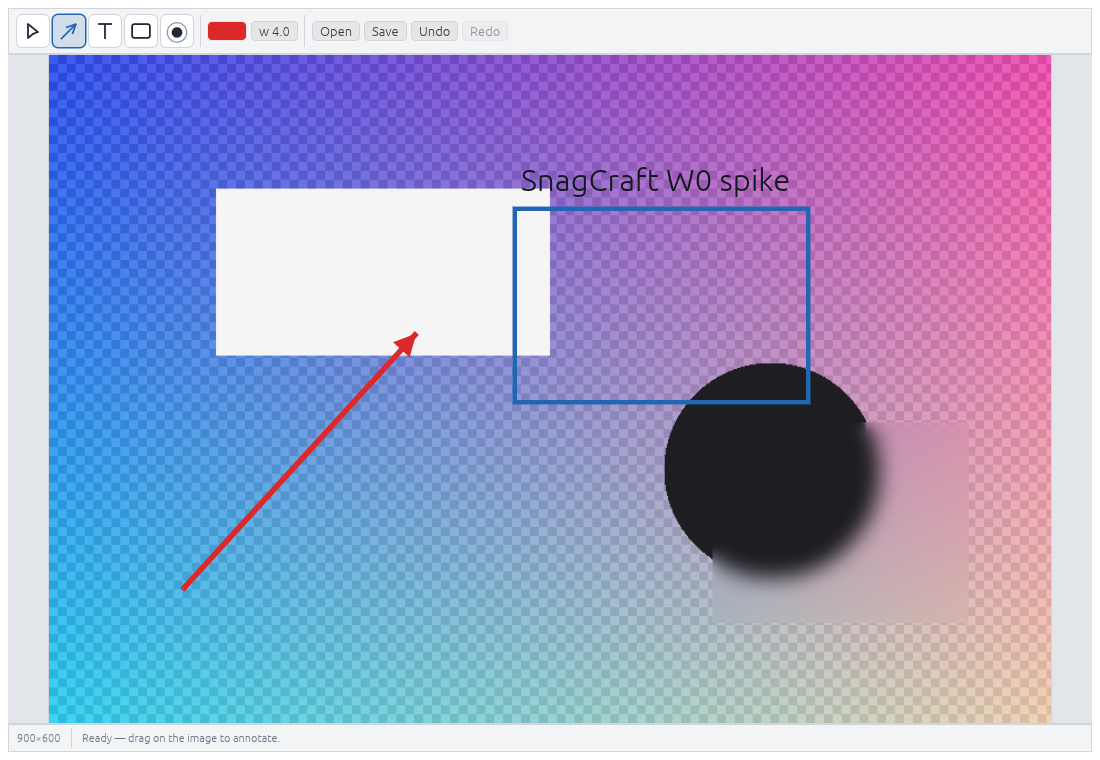 w 4.0 Open Save Undo Redo
SnagCraft W0 spike
900×600 Ready — drag on the image to annotate.